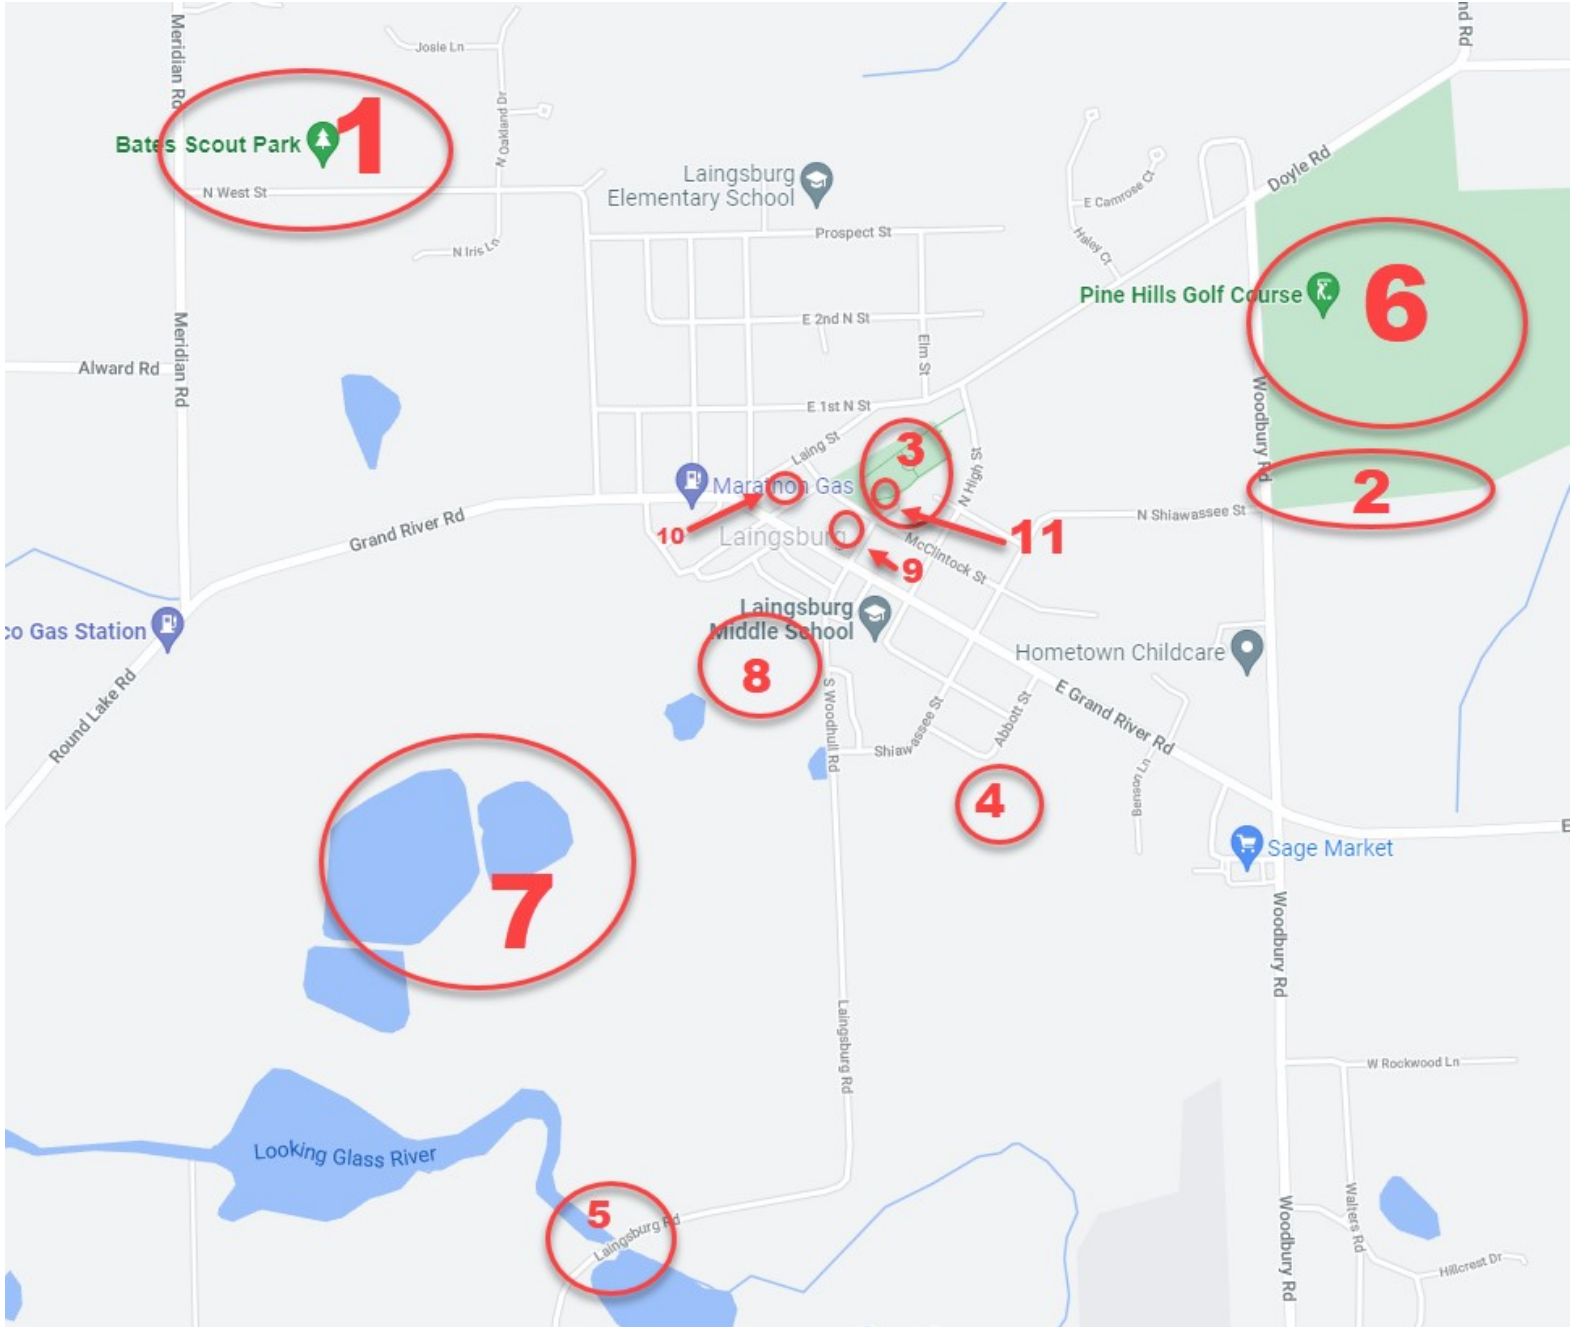 Meridian Rd
Josie Ln
N Oakland Dr
nd Rd
1
Bates Scout Park
N West St
N Iris Ln
Laingsburg
Elementary School
Prospect St
E Camrose Ct
Haley Ct
Doyle Rd
Pine Hills Golf Course
6
E 2nd N St
Elm St
Meridian Rd
Alward Rd
E 1st N St
Woodbury Rd
Laing St
3
N High St
Marathon Gas
2
10
Laingsburg
11
N Shiawassee St
Grand River Rd
McClintock St
9
Laingsburg
Middle School
co Gas Station
Hometown Childcare
8
S Woodhull Rd
Shiawassee St
Abbott St
E Grand River Rd
Round Lake Rd
4
Benson Ln
E
Sage Market
7
Woodbury Rd
Laingsburg Rd
W Rockwood Ln
Looking Glass River
5
Laingsburg Rd
Woodbury Rd
Walters Rd
Hillcrest Dr